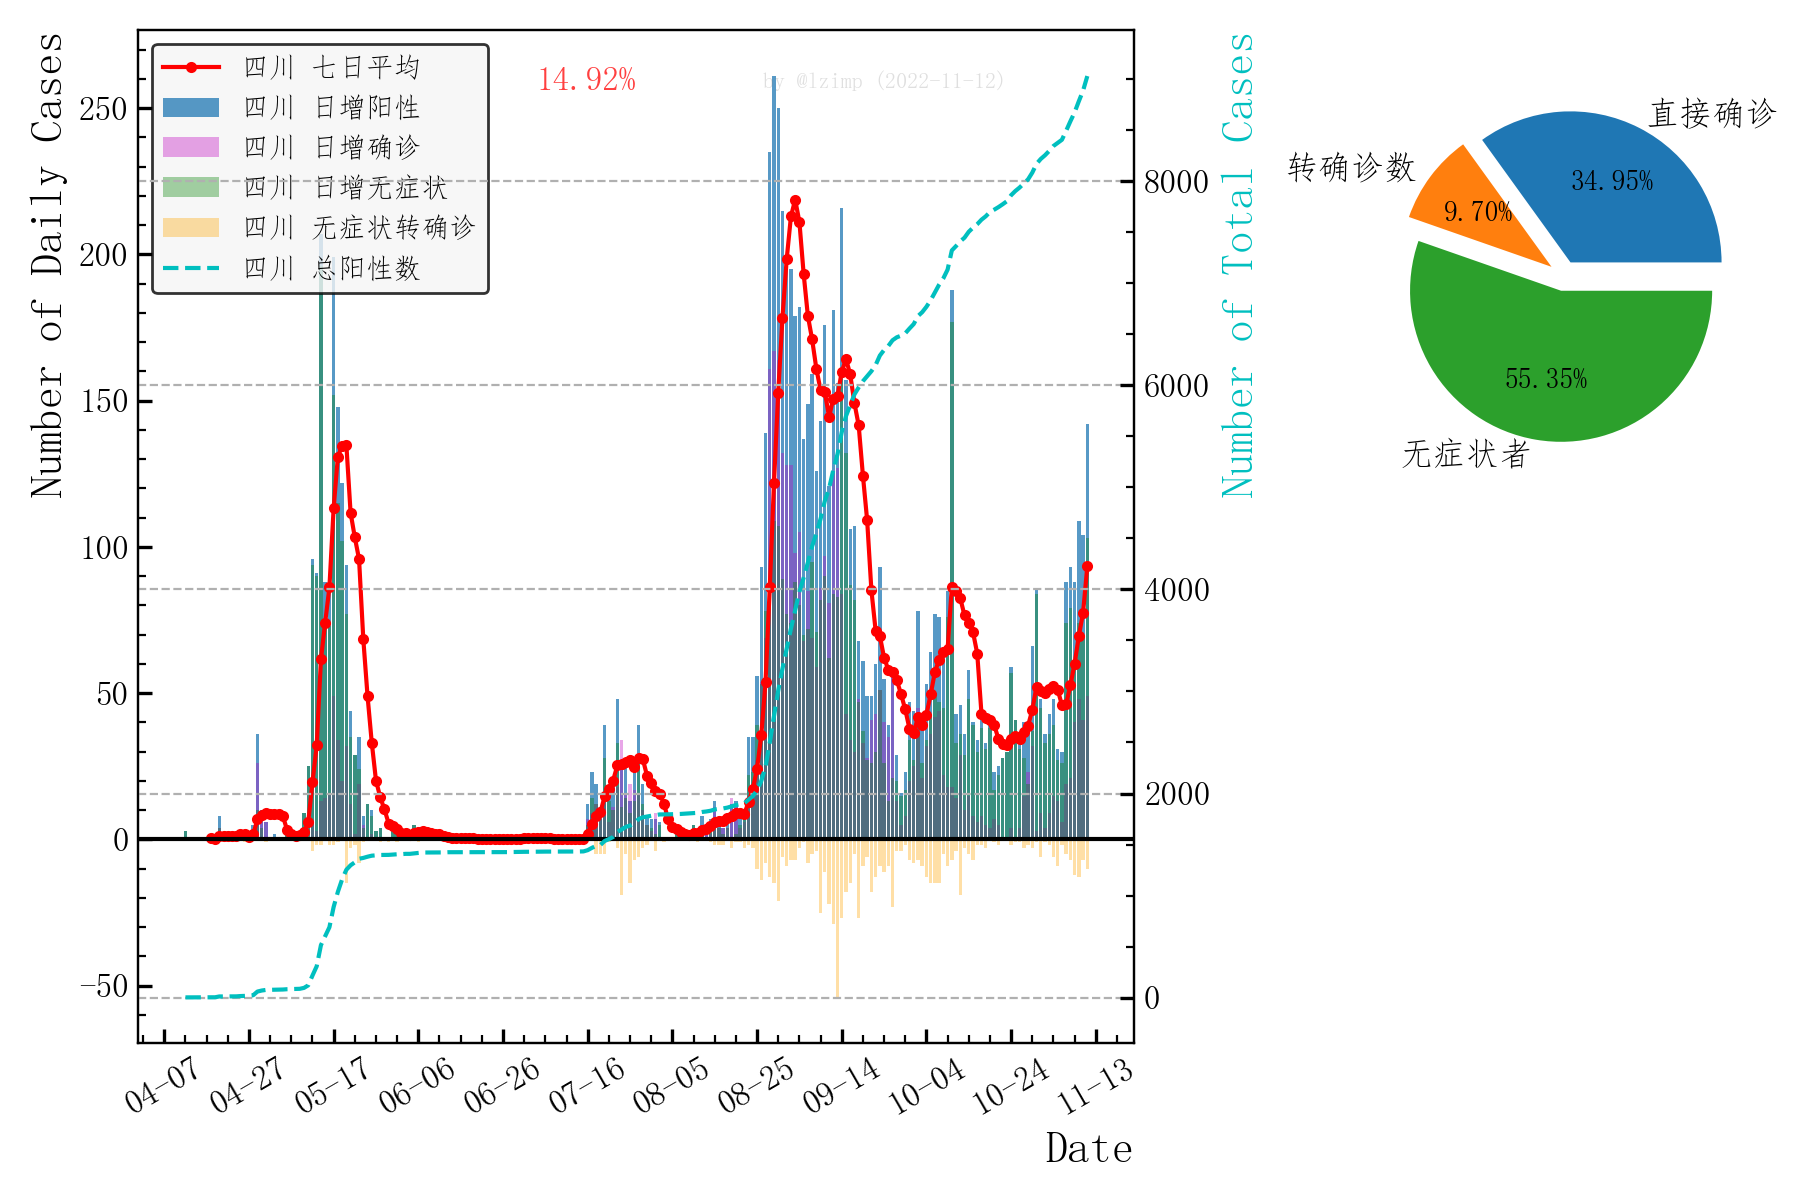 四川 七日平均
四川 日增阳性
四川 日增确诊
四川 日增无症状
四川 无症状转确诊
四川 总阳性数
14.92%
by @lzimp (2022-11-12)
Number of Daily Cases
250
200
150
100
50
0
−50
8000
6000
4000
2000
0
Number of Total Cases
04-07
04-27
05-17
06-06
06-26
07-16
08-05
08-25
09-14
10-04
10-24
11-13
Date
直接确诊
34.95%
转确诊数
9.70%
55.35%
无症状者